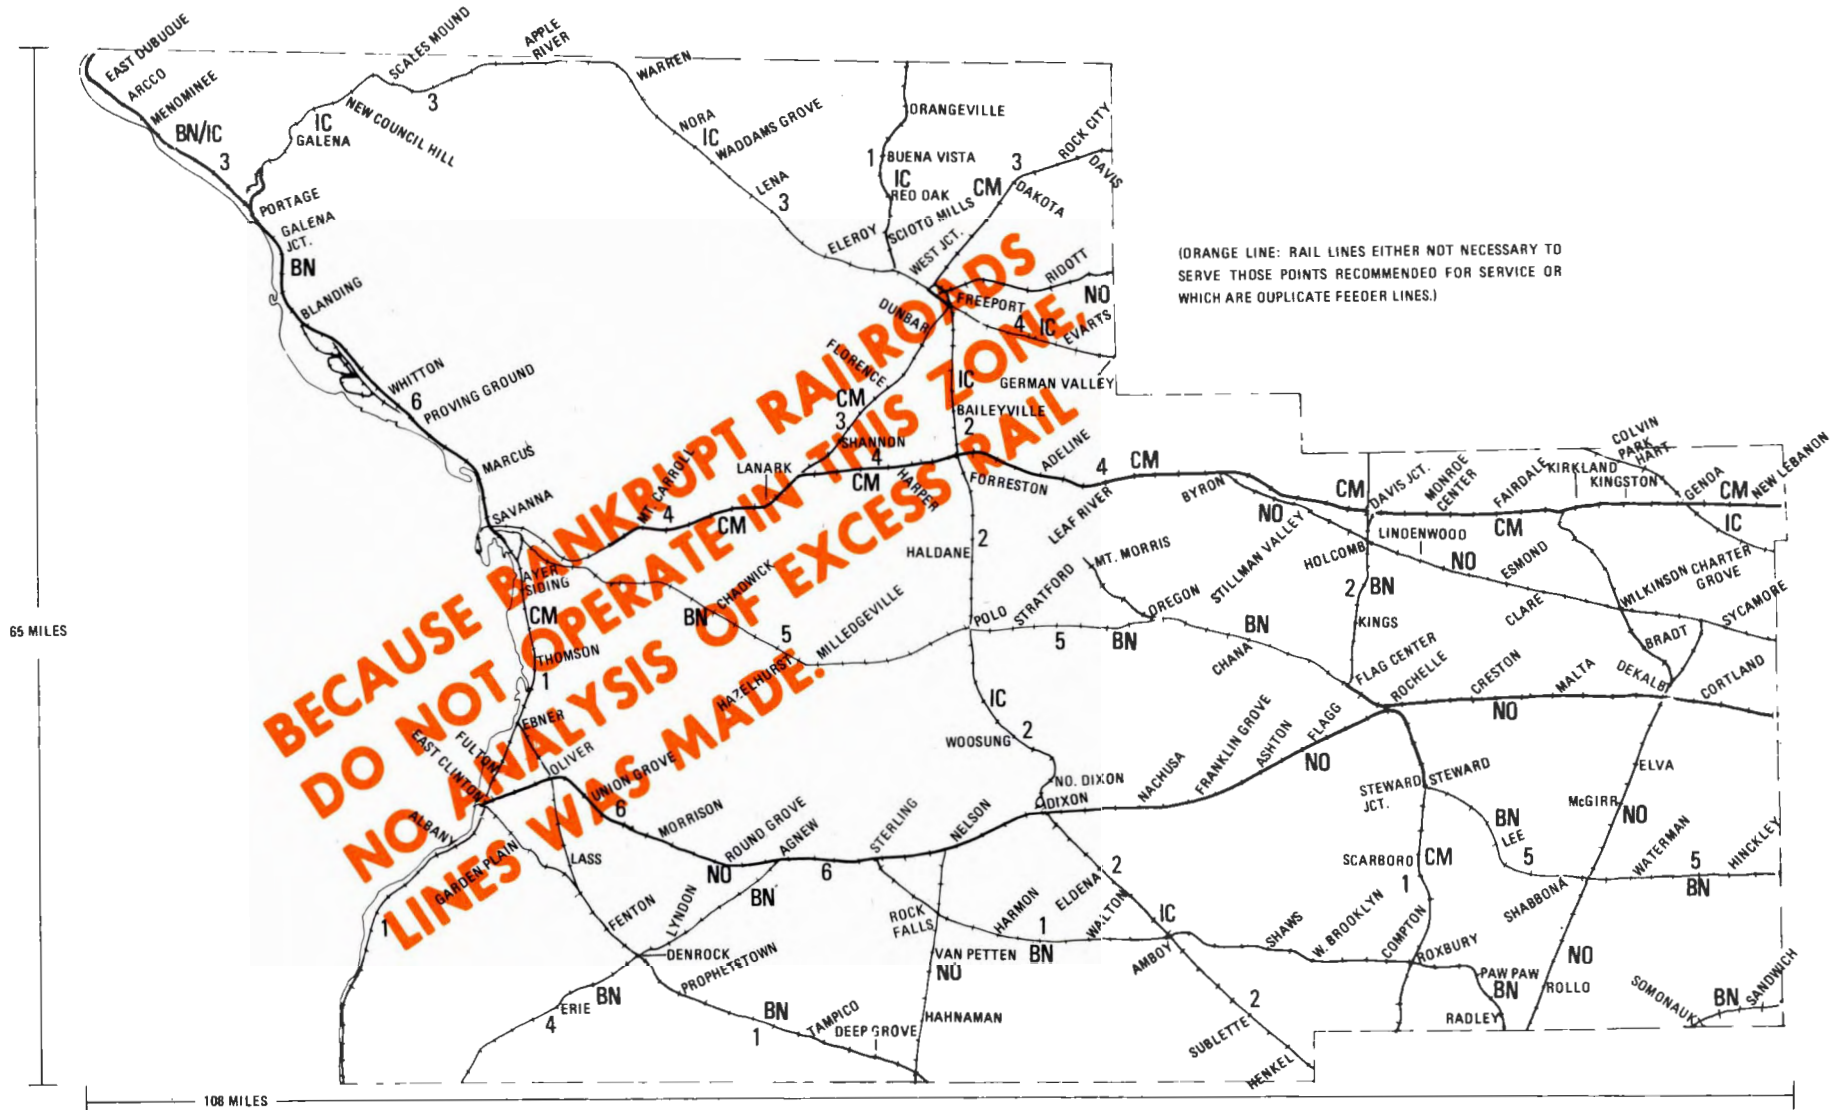 EAST DUBUQUE
ARCCO
MENOMINEE
BN/IC
3
GALENA
IC
NEW COUNCIL HILL
SCALES MOUND
3
APPLE
RIVER
WARREN
NORA
IC
WADDAMS GROVE
LENA
3
ELEROY
ORANGEVILLE
1
BUENA VISTA
IC
RED OAK
SCIOTO MILLS
WEST JCT.
CM
3
DAKOTA
ROCK CITY
DAVIS
PORTAGE
GALENA
JCT.
BN
BLANDING
WHITTON
6
PROVING GROUND
MARCUS
SAVANNA
(ORANGE LINE: RAIL LINES EITHER NOT NECESSARY TO
SERVE THOSE POINTS RECOMMENDED FOR SERVICE OR
WHICH ARE DUPLICATE FEEDER LINES.)
RIDOTT
NO
FREEPORT
4
IC
EVARTS
DUNBAR
FLORENCE
CM
3
SHANNON
IC
GERMAN VALLEY
BAILEYVILLE
2
BECAUSE BANKRUPT RAILROADS
DO NOT OPERATE IN THIS ZONE,
NO ANALYSIS OF EXCESS RAIL
LINES WAS MADE.
MT. CARROLL
4
CM
LANARK
4
CM
HARPER
FORRESTON
ADELINE
4
CM
LEAF RIVER
BYRON
NO
STILLMAN VALLEY
CM
DAVIS JCT.
MONROE
CENTER
FAIRDALE
CM
KIRKLAND
KINGSTON
COLVIN
PARK
HART
GENOA
CM
NEW LEBANON
IC
LINDENWOOD
HOLCOMB
NO
ESMOND
CLARE
WILKINSON
CHARTER
GROVE
SYCAMORE
BRADT
2
BN
KINGS
FLAG CENTER
AYER
SIDING
CM
THOMSON
1
EBNER
BN
CHADWICK
5
HAZELHURST
MILLEDGEVILLE
HALDANE
2
POLO
STRATFORD
MT. MORRIS
OREGON
5
BN
BN
CHANA
ROCHELLE
CRESTON
NO
MALTA
DEKALB
CORTLAND
65 MILES
FULTON
EAST CLINTON
OLIVER
UNION GROVE
6
MORRISON
ALBANY
GARDEN PLAIN
LASS
1
FENTON
IC
2
WOOSUNG
NO. DIXON
DIXON
NACHUSA
FRANKLIN GROVE
ASHTON
FLAGG
NO
ROUND GROVE
NO
AGNEW
6
STERLING
NELSON
BN
LYNDON
DENROCK
PROPHETSTOWN
ERIE
BN
4
BN
1
TAMPICO
DEEP GROVE
ROCK
FALLS
VAN PETTEN
NO
HAHNAMAN
HARMON
1
BN
ELDENA
2
WALTON
IC
AMBOY
2
SUBLETTE
HENKEL
SHAWS
W. BROOKLYN
COMPTON
ROXBURY
PAW PAW
BN
RADLEY
STEWARD
JCT.
STEWARD
BN
LEE
5
SCARBORO
CM
1
ELVA
McGIRR
NO
WATERMAN
5
BN
HINCKLEY
SHABBONA
NO
ROLLO
SOMONAUK
BN
SANDWICH
108 MILES